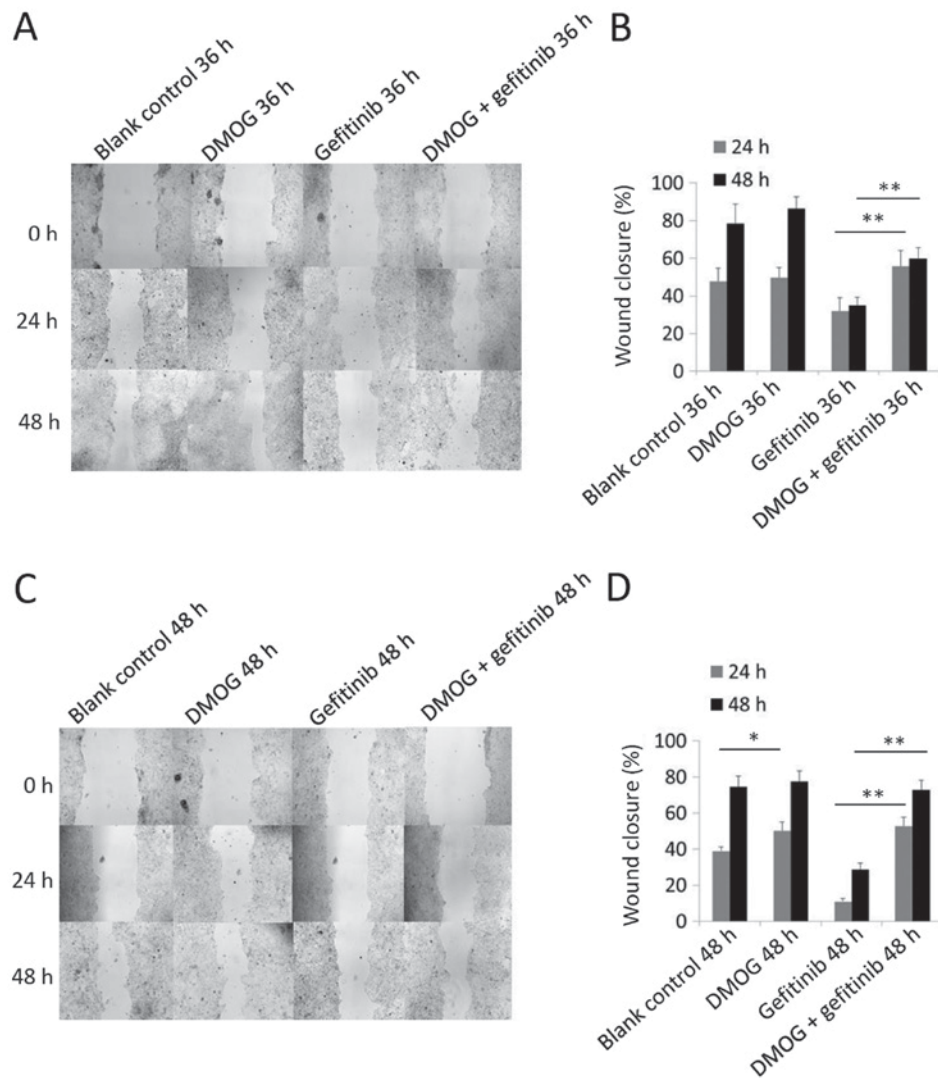 A
Blank control 36 h
DMOG 36 h
Gefitinib 36 h
DMOG + gefitinib 36 h
0 h
24 h
48 h
B
24 h
48 h
Wound closure (%)
100
80
60
40
20
0
**
**
Blank control 36 h
DMOG 36 h
Gefitinib 36 h
DMOG + gefitinib 36 h
C
Blank control 48 h
DMOG 48 h
Gefitinib 48 h
DMOG + gefitinib 48 h
0 h
24 h
48 h
D
24 h
48 h
Wound closure (%)
100
80
60
40
20
0
*
**
**
Blank control 48 h
DMOG 48 h
Gefitinib 48 h
DMOG + gefitinib 48 h